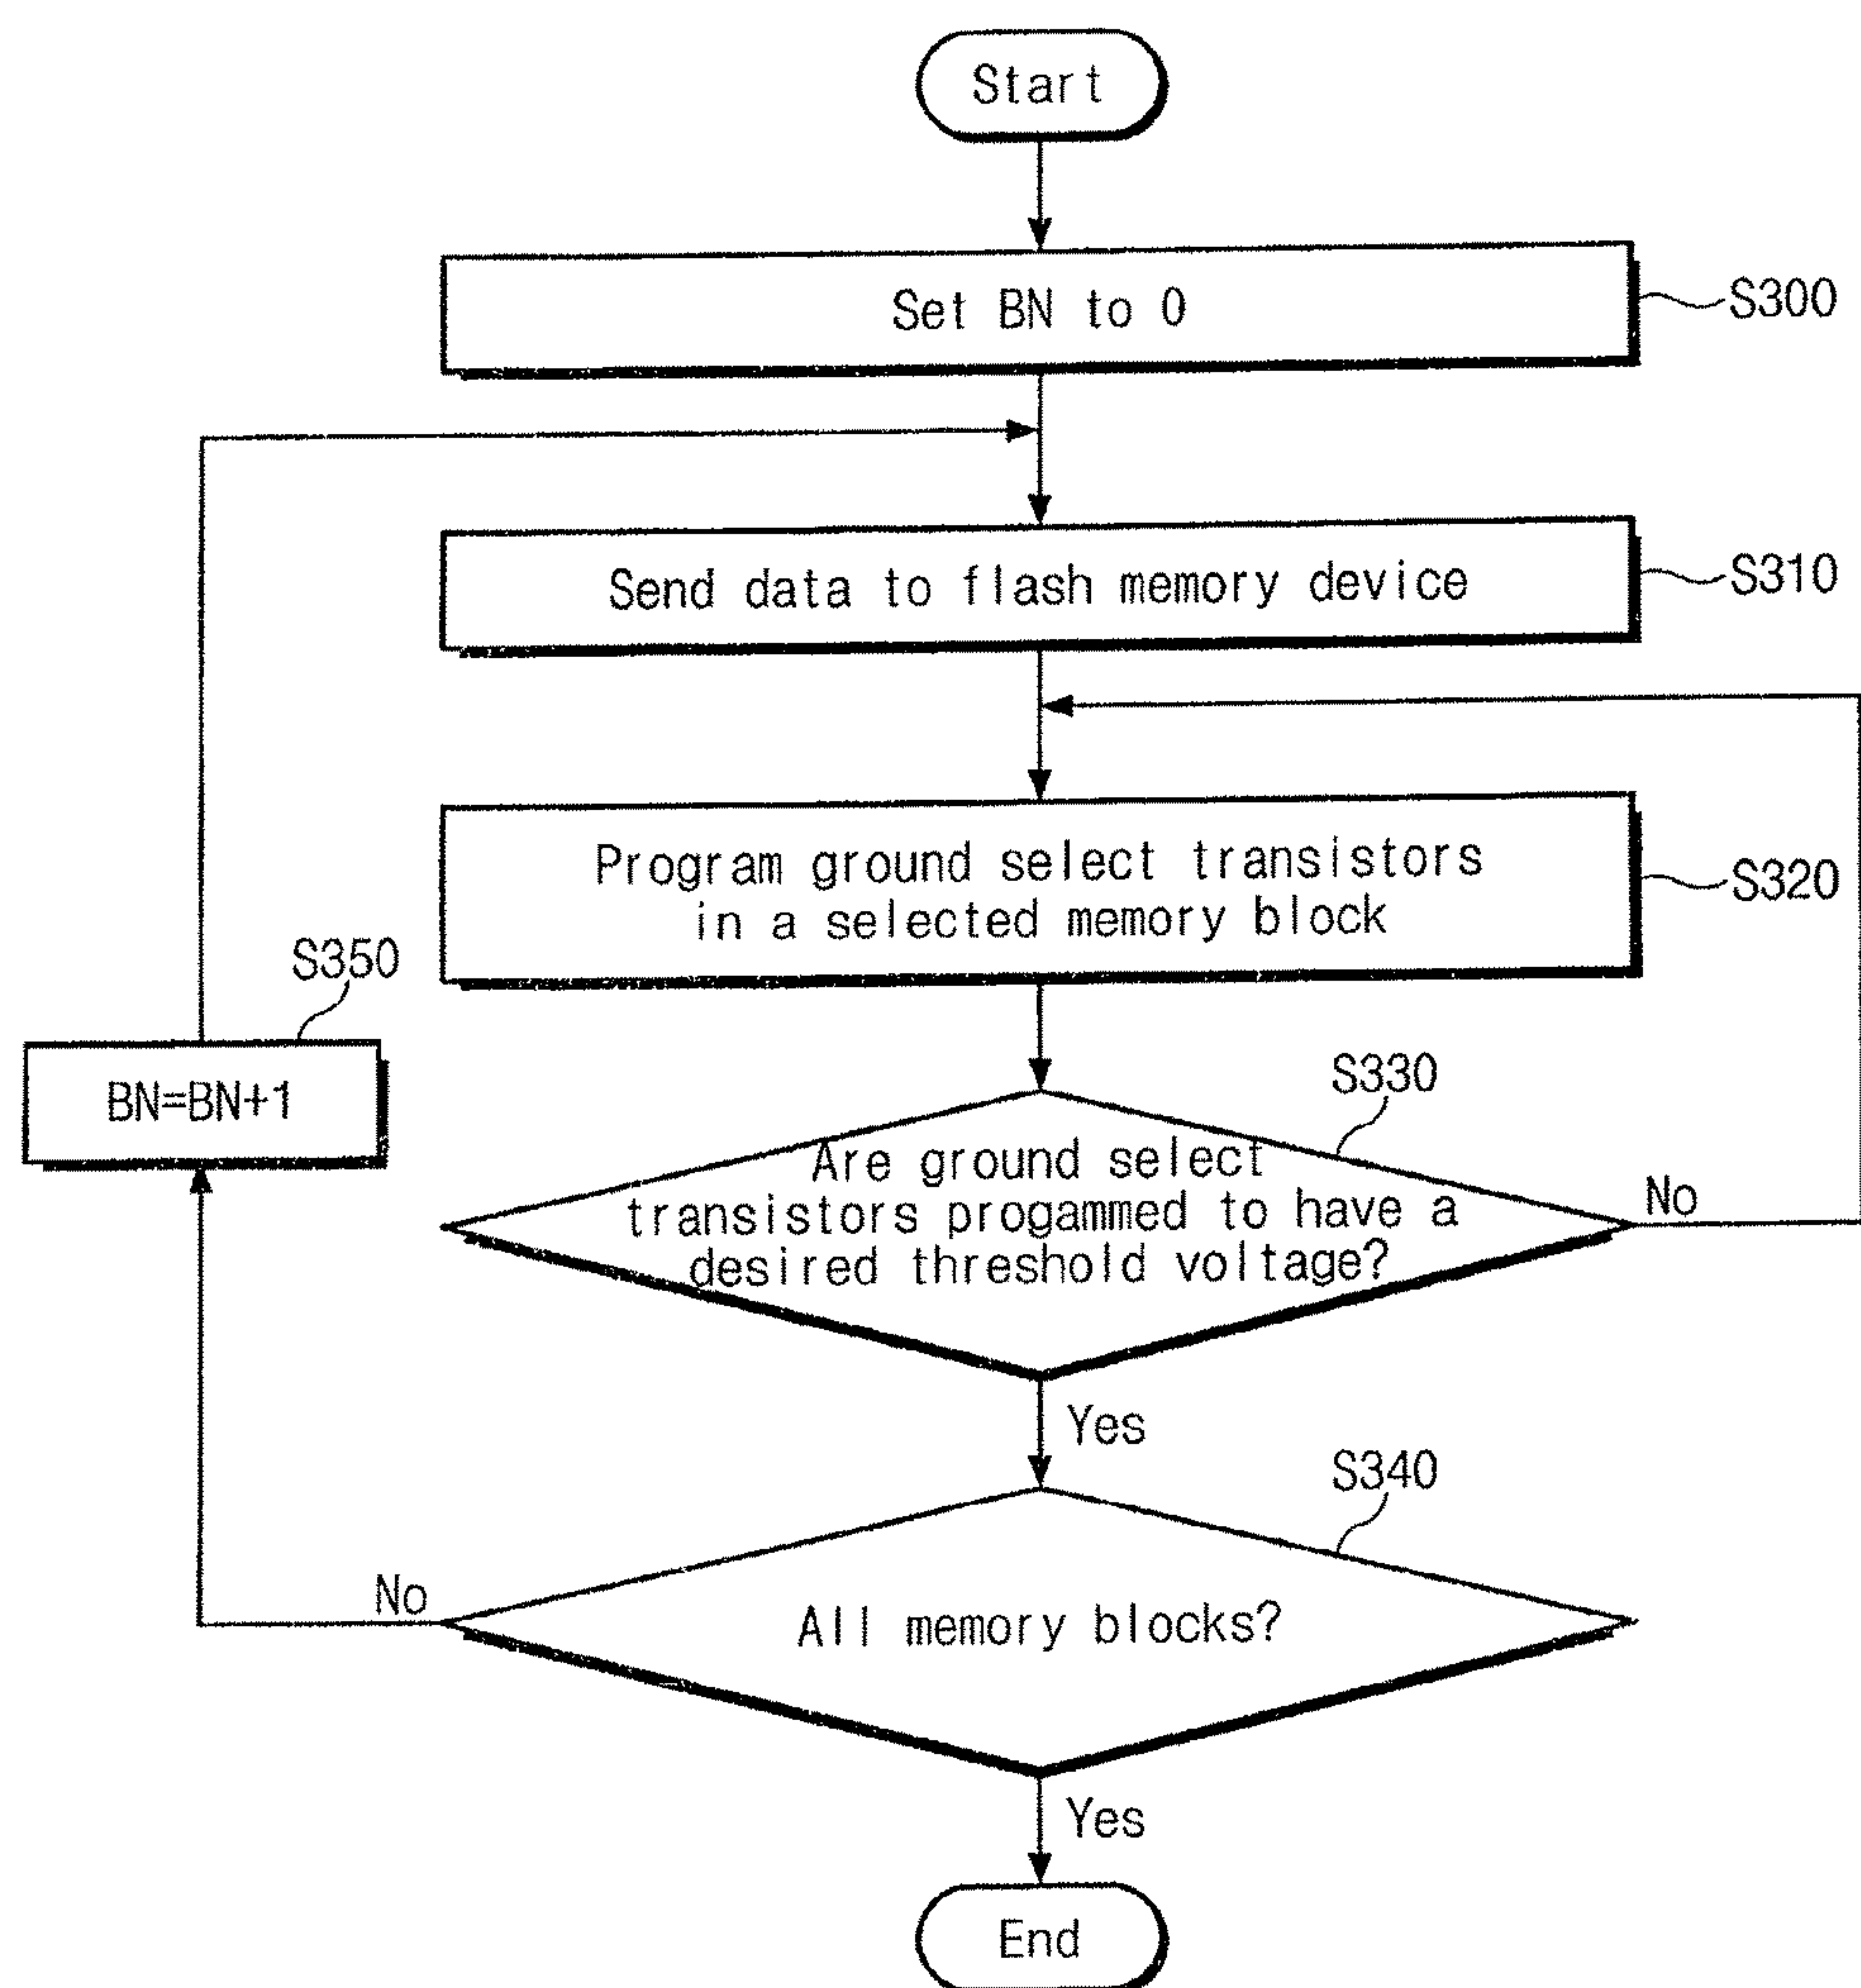 Start
Set BN to 0
S300
Send data to flash memory device
S310
Program ground select transistors
in a selected memory block
S320
S350
BN=BN+1
S330
Are ground select
transistors progammed to have a
desired threshold voltage?
No
Yes
S340
All memory blocks?
No
Yes
End